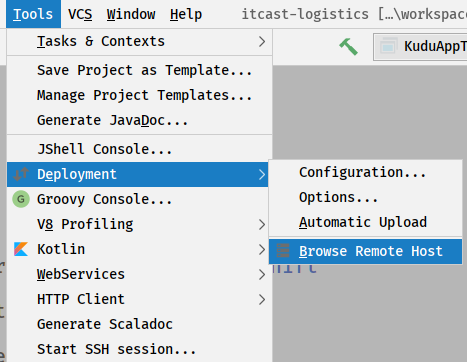 Tools VCS Window Help itcast-logistics […\workspace
Tasks & Contexts
KuduAppT
Save Project as Template...
Manage Project Templates...
Generate JavaDoc...
JShell Console...
Deployment
Configuration...
Groovy Console...
Options...
V8 Profiling
Automatic Upload
Kotlin
Browse Remote Host
WebServices
HTTP Client
Generate Scaladoc
Start SSH session...